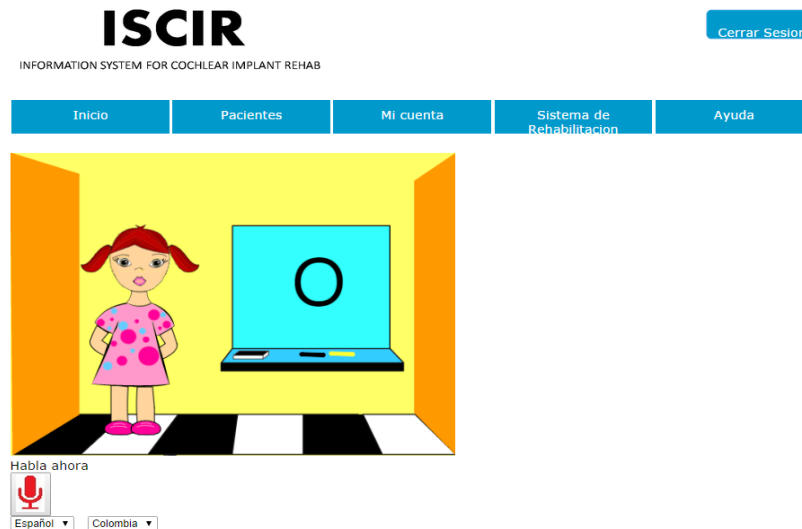 ISCIR
INFORMATION SYSTEM FOR COCHLEAR IMPLANT REHAB
Cerrar Sesion
Inicio
Pacientes
Mi cuenta
Sistema de
Rehabilitacion
Ayuda
O
Habla ahora
Español
Colombia